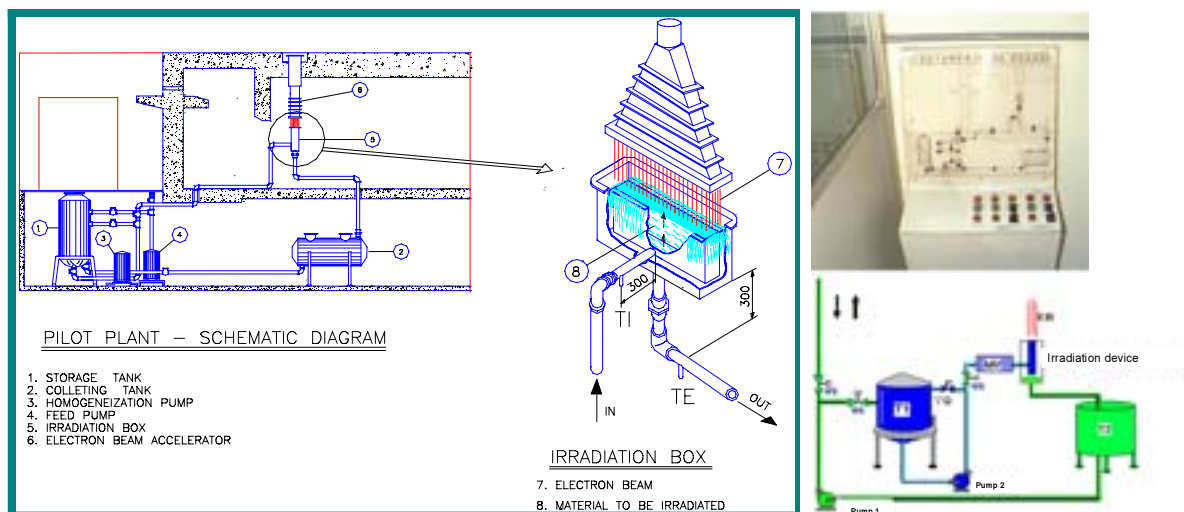 6
5
1
3
4
2
PILOT PLANT – SCHEMATIC DIAGRAM
1. STORAGE TANK
2. COLLETING TANK
3. HOMOGENEIZATION PUMP
4. FEED PUMP
5. IRRADIATION BOX
6. ELECTRON BEAM ACCELERATOR
7
8
300
300
TI
TE
IN
OUT
IRRADIATION BOX
7. ELECTRON BEAM
8. MATERIAL TO BE IRRADIATED
Irradiation device
T1
Pump 2
Pump 1